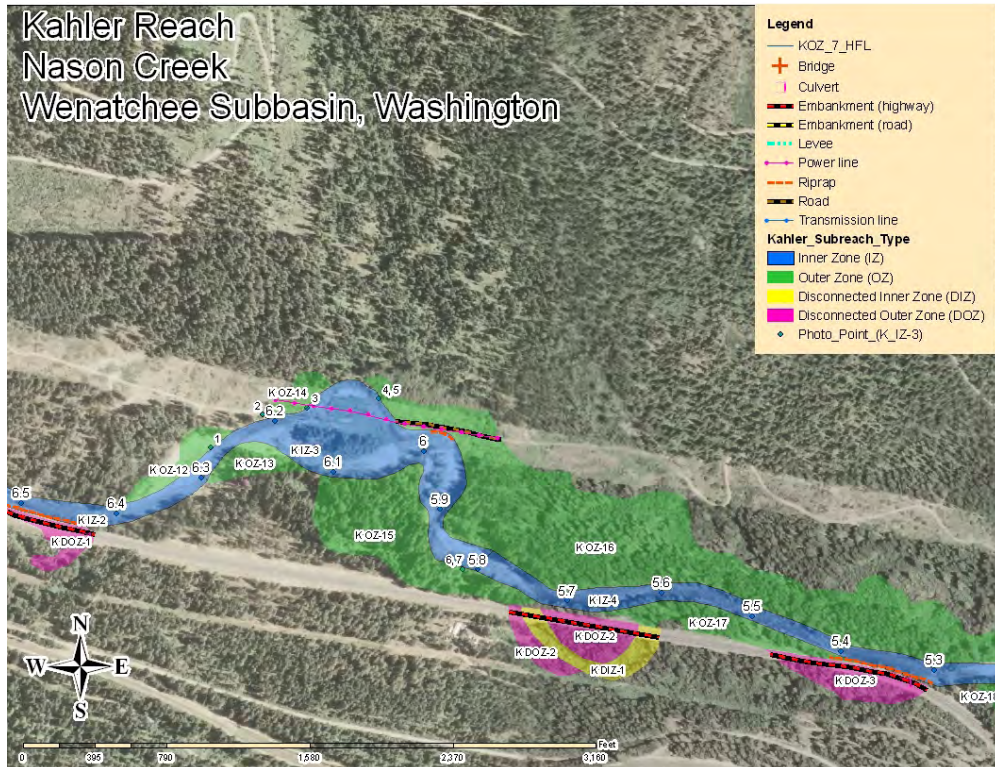 Kahler Reach
Nason Creek
Wenatchee Subbasin, Washington
Legend
KOZ_7_HFL
Bridge
Culvert
Embankment (highway)
Embankment (road)
Levee
Power line
Riprap
Road
Transmission line
Kahler_Subreach_Type
Inner Zone (IZ)
Outer Zone (OZ)
Disconnected Inner Zone (DIZ)
Disconnected Outer Zone (DOZ)
Photo_Point_(K_IZ-3)
K OZ-14
4,5
3
2
6.2
1
K IZ-3
6
K OZ-12
6.3
K OZ-13
6.1
6.5
6.4
K IZ-2
5.9
K DOZ-1
K OZ-15
K OZ-16
6,7
5.8
5.7
5.6
K IZ-4
5.5
K OZ-17
K DOZ-2
5.4
K DOZ-2
K DIZ-1
5.3
K DOZ-3
K OZ-18
N
W
E
S
Feet
0
395
790
1,580
2,370
3,160